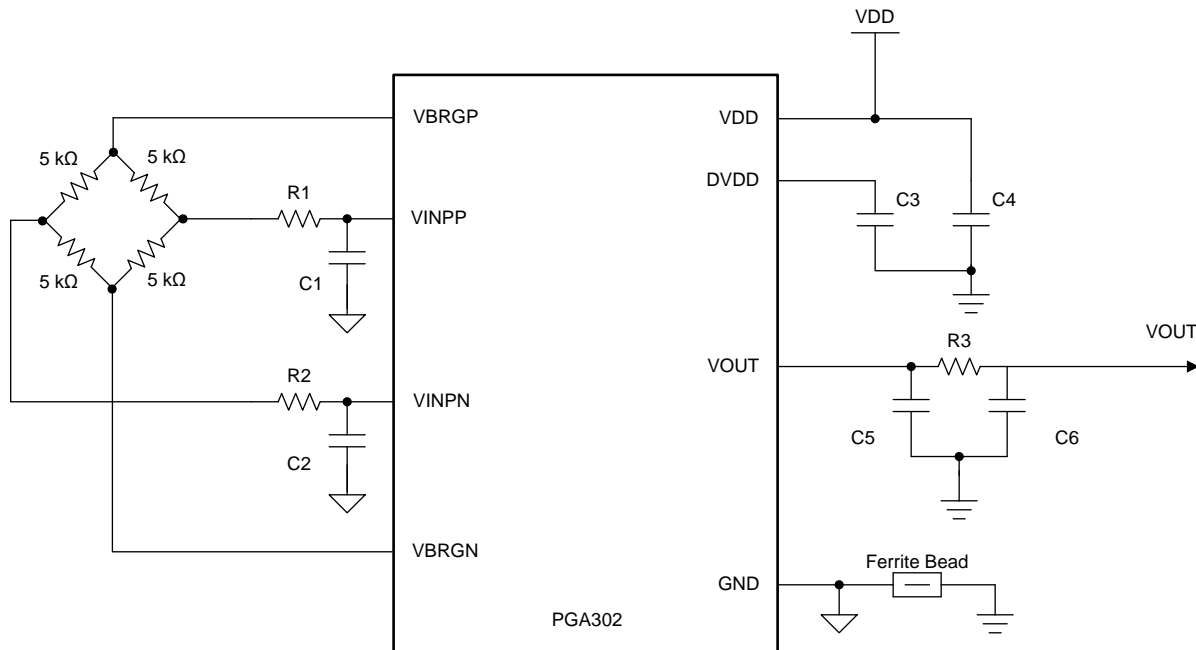 VDD
VBRGP
VDD
5 kΩ
5 kΩ
DVDD
R1
C3
C4
VINPP
5 kΩ
5 kΩ
C1
VOUT
R3
VOUT
R2
VINPN
C5
C6
C2
VBRGN
Ferrite Bead
GND
PGA302